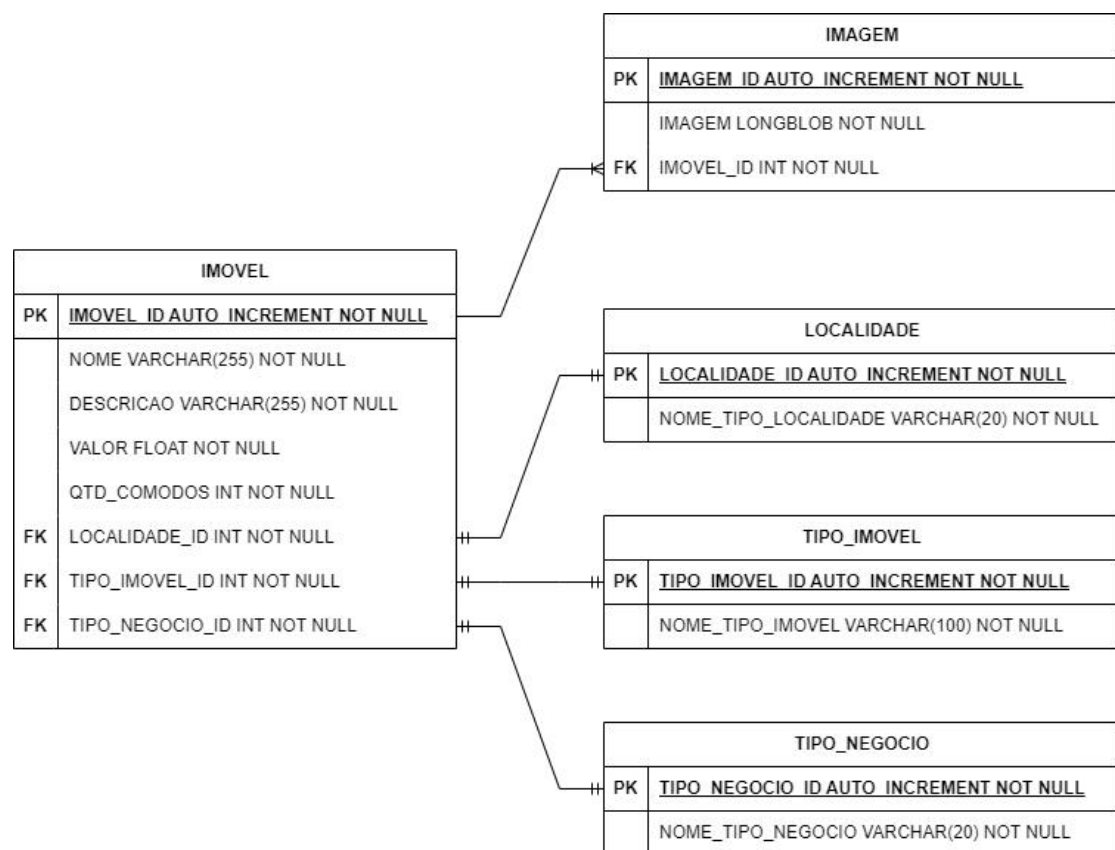 IMAGEM
PK IMAGEM_ID AUTO_INCREMENT NOT NULL
IMAGEM LONGBLOB NOT NULL
FK IMOVEL_ID INT NOT NULL
IMOVEL
PK IMOVEL_ID AUTO_INCREMENT NOT NULL
NOME VARCHAR(255) NOT NULL
DESCRICAO VARCHAR(255) NOT NULL
VALOR FLOAT NOT NULL
QTD_COMODOS INT NOT NULL
FK LOCALIDADE_ID INT NOT NULL
FK TIPO_IMOVEL_ID INT NOT NULL
FK TIPO_NEGOCIO_ID INT NOT NULL
LOCALIDADE
PK LOCALIDADE_ID AUTO_INCREMENT NOT NULL
NOME_TIPO_LOCALIDADE VARCHAR(20) NOT NULL
TIPO_IMOVEL
PK TIPO_IMOVEL_ID AUTO_INCREMENT NOT NULL
NOME_TIPO_IMOVEL VARCHAR(100) NOT NULL
TIPO_NEGOCIO
PK TIPO_NEGOCIO_ID AUTO_INCREMENT NOT NULL
NOME_TIPO_NEGOCIO VARCHAR(20) NOT NULL